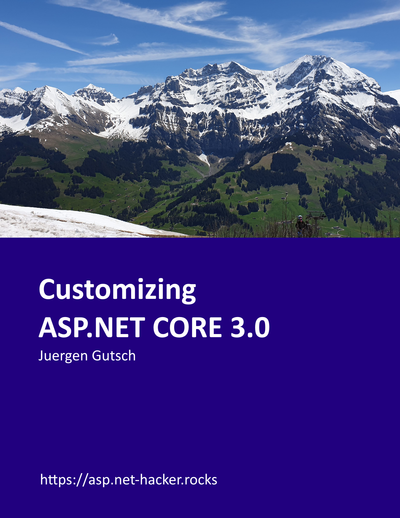 Customizing
ASP.NET CORE 3.0
Juergen Gutsch
https://asp.net-hacker.rocks